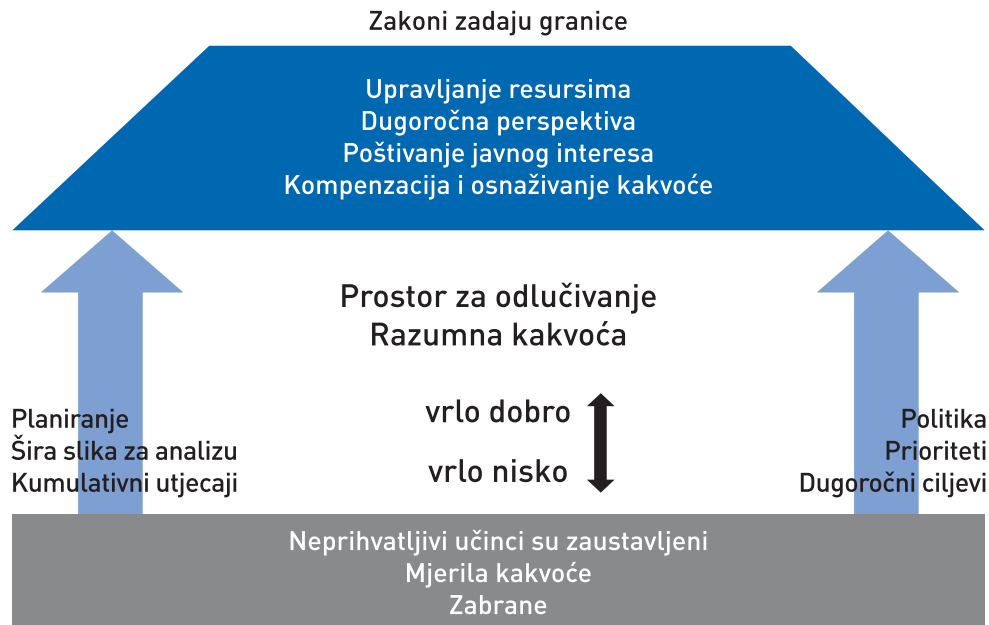 Zakoni zadaju granice
Upravljanje resursima
Dugoročna perspektiva
Poštivanje javnog interesa
Kompenzacija i osnaživanje kakvoće
Prostor za odlučivanje
Razumna kakvoća
vrlo dobro
vrlo nisko
Planiranje
Šira slika za analizu
Kumulativni utjecaji
Politika
Prioriteti
Dugoročni ciljevi
Neprihvatljivi učinci su zaustavljeni
Mjerila kakvoće
Zabrane